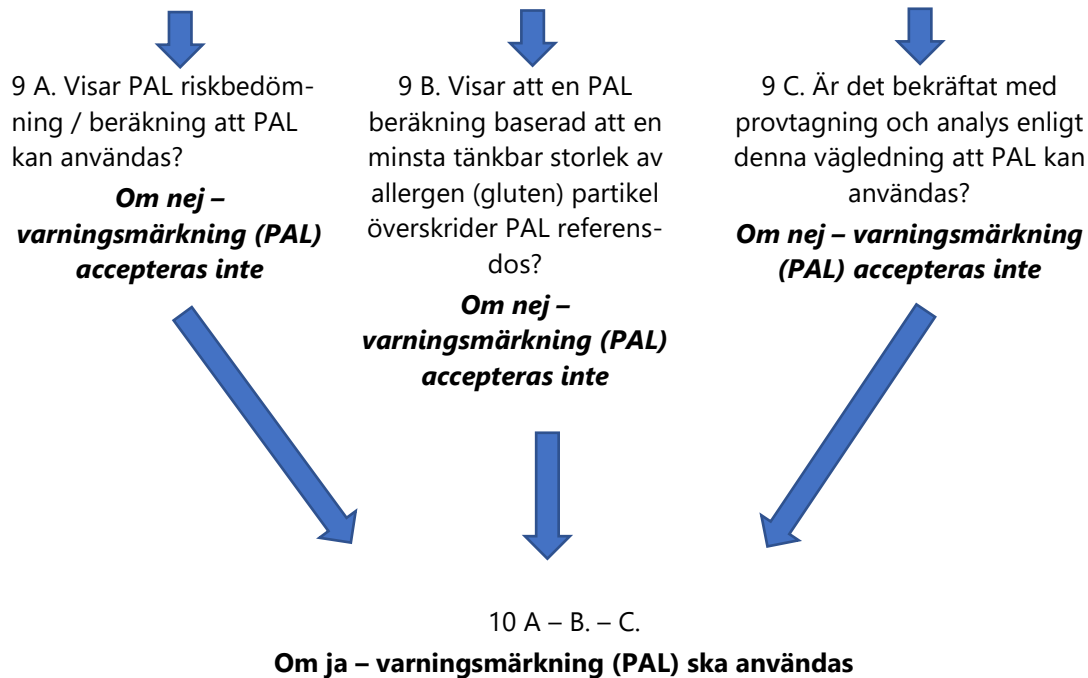 9 A. Visar PAL riskbedöm-
ning / beräkning att PAL
kan användas?
Om nej –
varningsmärkning (PAL)
accepteras inte
9 B. Visar att en PAL
beräkning baserad att en
minsta tänkbar storlek av
allergen (gluten) partikel
överskrider PAL referens-
dos?
Om nej –
varningsmärkning (PAL)
accepteras inte
9 C. Är det bekräftat med
provtagning och analys enligt
denna vägledning att PAL kan
användas?
Om nej – varningsmärkning
(PAL) accepteras inte
10 A – B. – C.
Om ja – varningsmärkning (PAL) ska användas